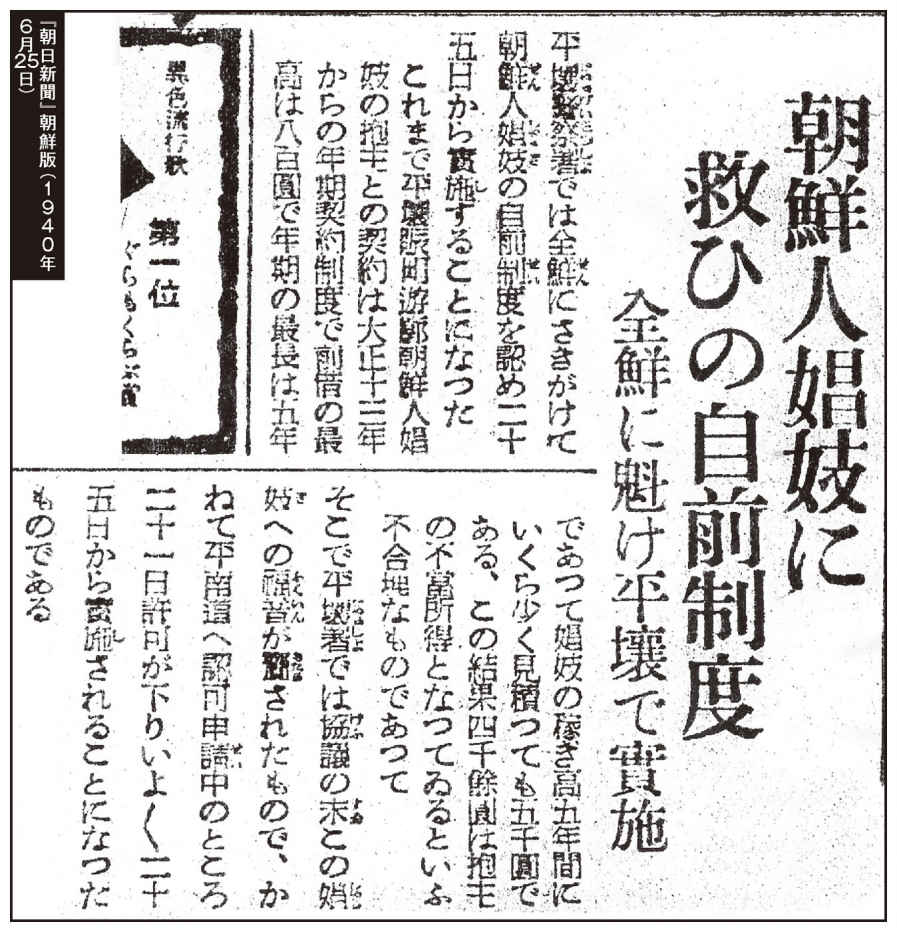 『朝日新聞』朝鮮版（1940年
6月25日）
朝鮮人娼妓に
救ひの自前制度
全鮮に魁け平壌で實施
平壌警察署では全鮮にさきがけて
朝鮮人娼妓の自前制度を認め二十
五日から實施することになつた
これまで平壌賑町遊郭朝鮮人娼
妓の抱主との契約は大正十二年
からの年期契約制度で前借の最
高は八百圓で年期の最長は五年
であつて娼妓の稼ぎ高五年間に
いくら少く見積つても五千圓で
ある、この結果四千餘圓は抱主
の不當所得となつてゐるといふ
不合理なものであつて
そこで平壌署では協議の末この娼
妓への福音が齎されたもので、か
ねて平南道へ認可申請中のところ
二十一日許可が下りいよ〱二十
五日から實施されることになつた
ものである
異色流行歌
第一位
ぐらもくらぶ賞